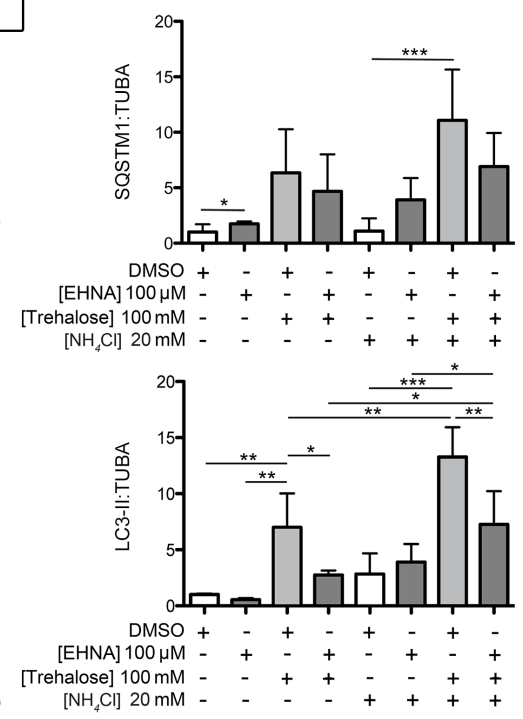 20
***
15
SQSTM1:TUBA
10
5
*
0
DMSO + - + - + - + -
[EHNA] 100 µM - + - + - + - +
[Trehalose] 100 mM - - + + - - + +
[NH4Cl] 20 mM - - - - + + + +
*
20
***
*
** **
15
** *
**
LC3-II:TUBA
10
5
0
DMSO + - + - + - + -
[EHNA] 100 µM - + - + - + - +
[Trehalose] 100 mM - - + + - - + +
[NH4Cl] 20 mM - - - - + + + +